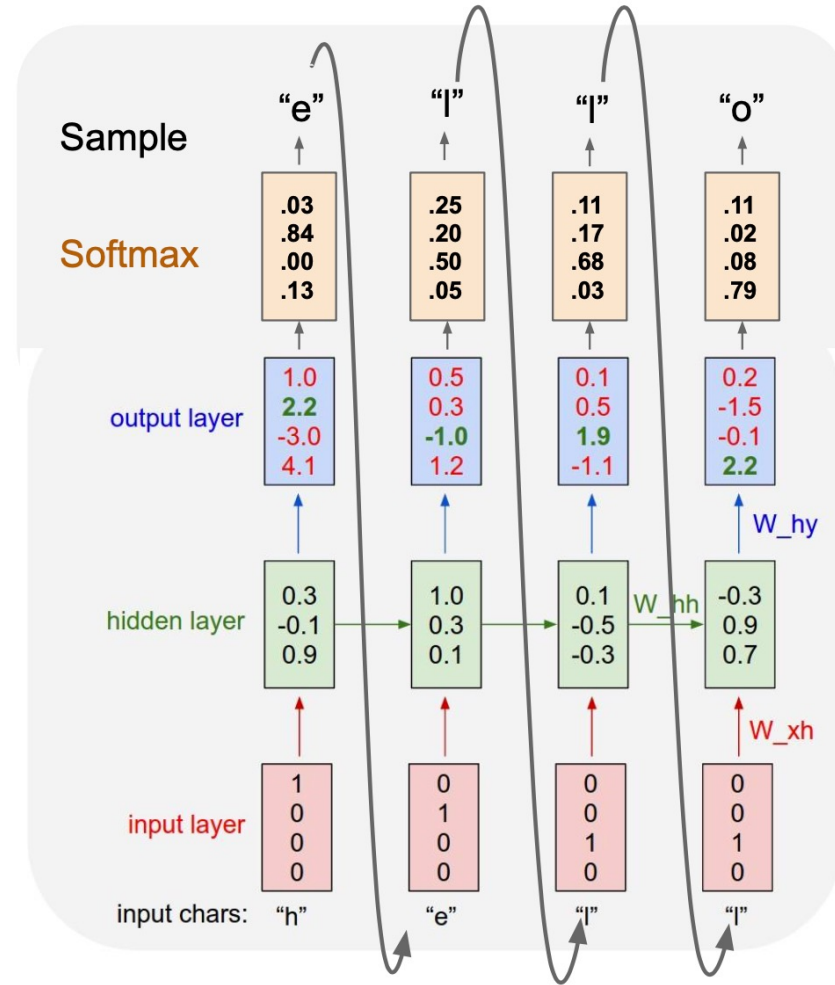 Sample
“e” “l” “l” “o”
Softmax
.03 .25 .11 .11
.84 .20 .17 .02
.00 .50 .68 .08
.13 .05 .03 .79
output layer
1.0 0.5 0.1 0.2
2.2 0.3 0.5 -1.5
-3.0 -1.0 1.9 -0.1
4.1 1.2 -1.1 2.2
W_hy
hidden layer
0.3 1.0 0.1 -0.3
-0.1 0.3 -0.5 0.9
0.9 0.1 -0.3 0.7
W_hh
W_xh
input layer
1 0 0 0
0 1 0 0
0 0 1 1
0 0 0 0
input chars: “h” “e” “l” “l”